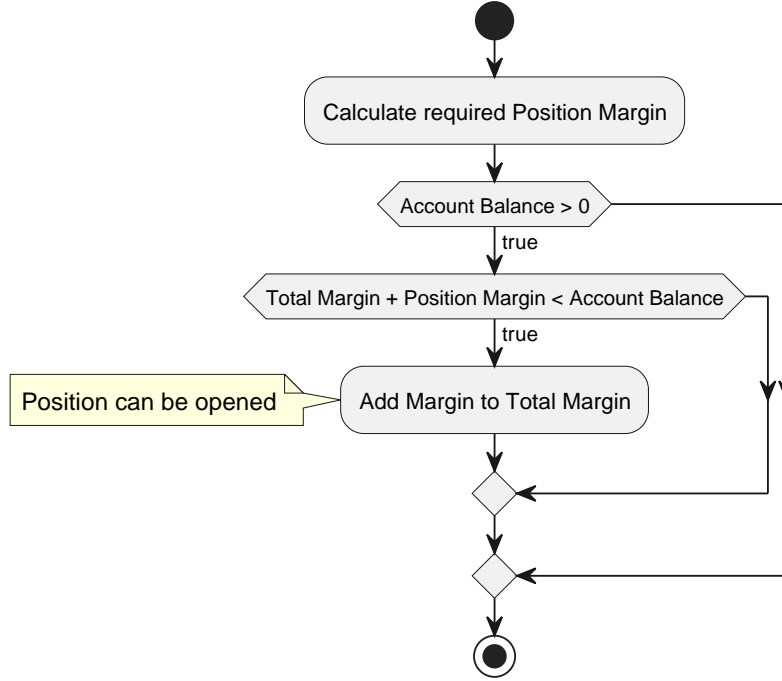 Calculate required Position Margin
Account Balance > 0
true
Total Margin + Position Margin < Account Balance
true
Position can be opened
Add Margin to Total Margin